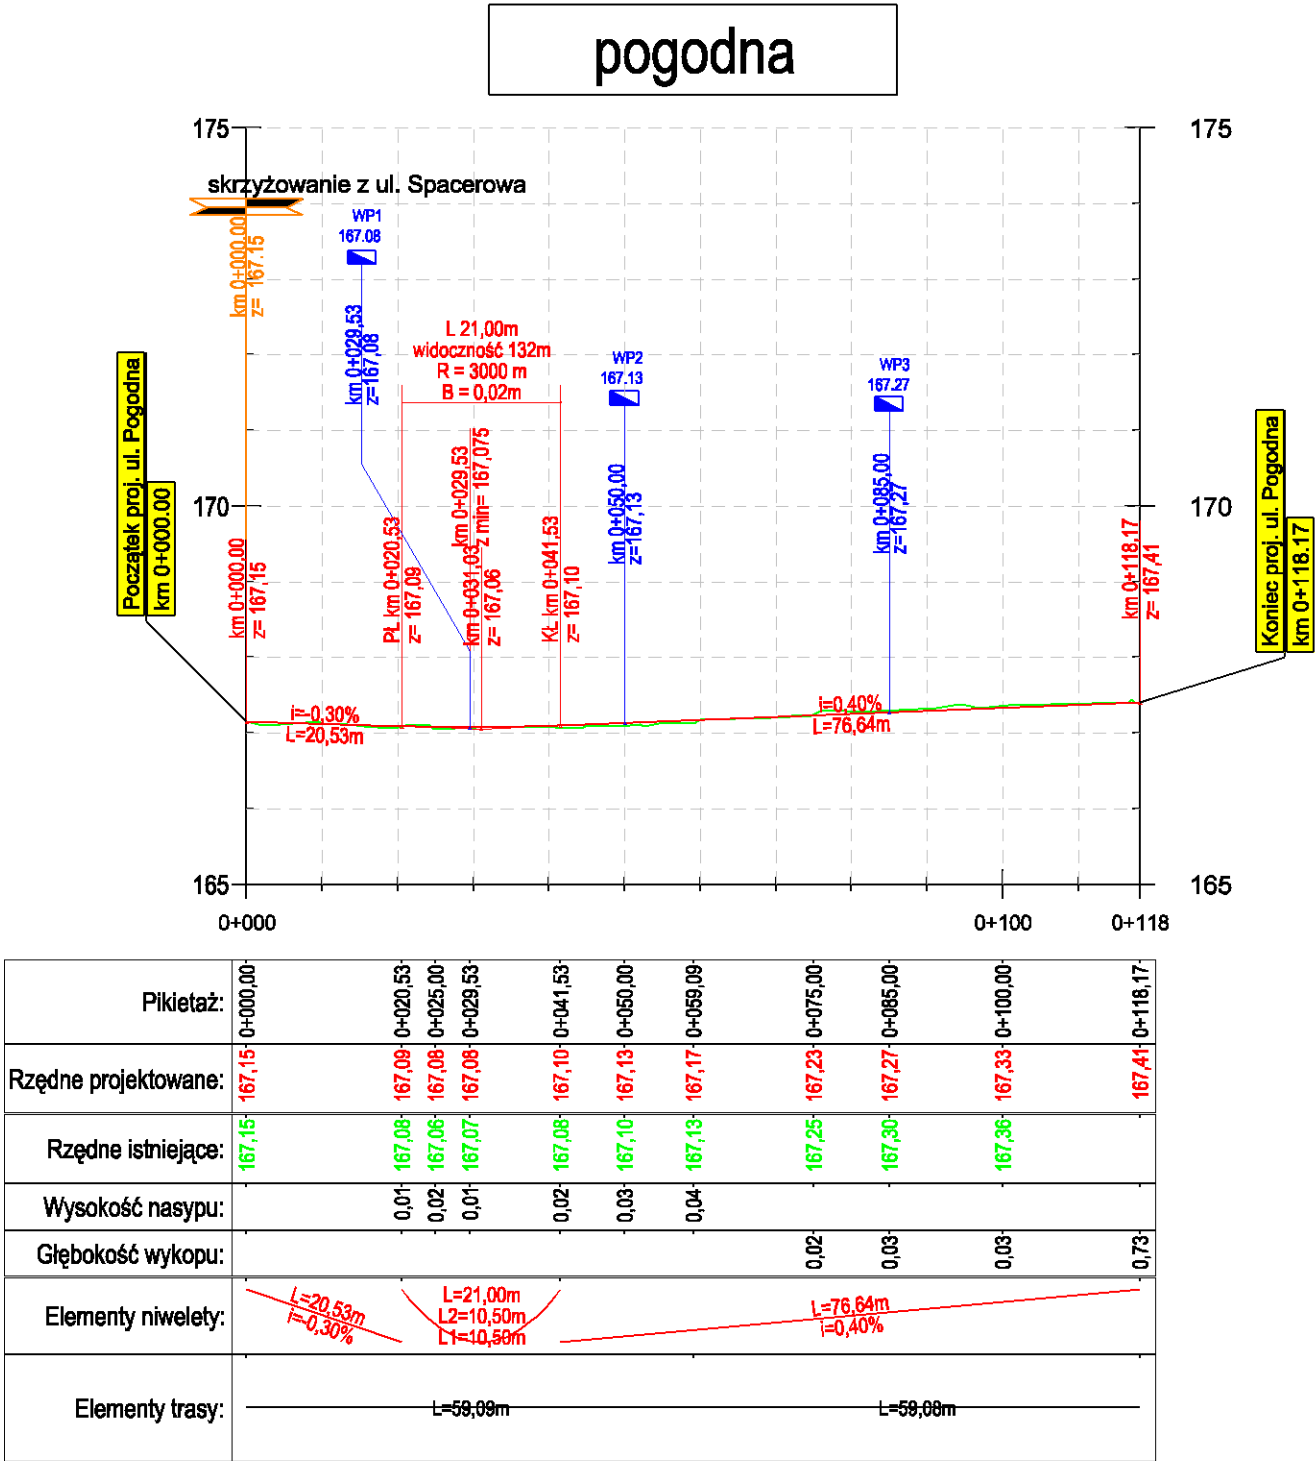 pogodna
175
175
skrzyżowanie z ul. Spacerowa
km 0+000.00
z= 167.15
WP1
167.08
km 0+029,53
z=167,08
L 21,00m
widoczność 132m
R = 3000 m
B = 0,02m
WP2
167.13
km 0+050,00
z=167,13
WP3
167.27
km 0+085,00
z=167,27
Początek proj. ul. Pogodna
km 0+000.00
Koniec proj. ul. Pogodna
km 0+118.17
170
170
km 0+000,00
z= 167,15
PŁ km 0+020,53
z= 167,09
km 0+029,53
z min= 167,075
km 0+031,03
z= 167,06
KŁ km 0+041,53
z= 167,10
km 0+118,17
z= 167,41
i=-0,30%
L=20,53m
i=0,40%
L=76,64m
165
165
0+000
0+100
0+118
Pikietaż: 0+000,00 0+020,53 0+025,00 0+029,53 0+041,53 0+050,00 0+059,09 0+075,00 0+085,00 0+100,00 0+118,17
Rzędne projektowane: 167,15 167,09 167,08 167,08 167,10 167,13 167,17 167,23 167,27 167,33 167,41
Rzędne istniejące: 167,15 167,08 167,06 167,07 167,08 167,10 167,13 167,25 167,30 167,36
Wysokość nasypu: 0,01 0,02 0,01 0,02 0,03 0,04
Głębokość wykopu: 0,02 0,03 0,03 0,73
Elementy niwelety:
L=20,53m
i=-0,30%
L=21,00m
L2=10,50m
L1=10,50m
L=76,64m
i=0,40%
Elementy trasy: L=59,09m L=59,08m